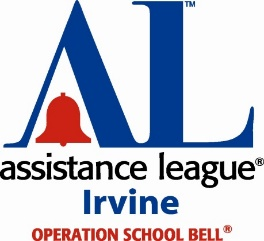 AL™
assistance league®
Irvine
OPERATION SCHOOL BELL®